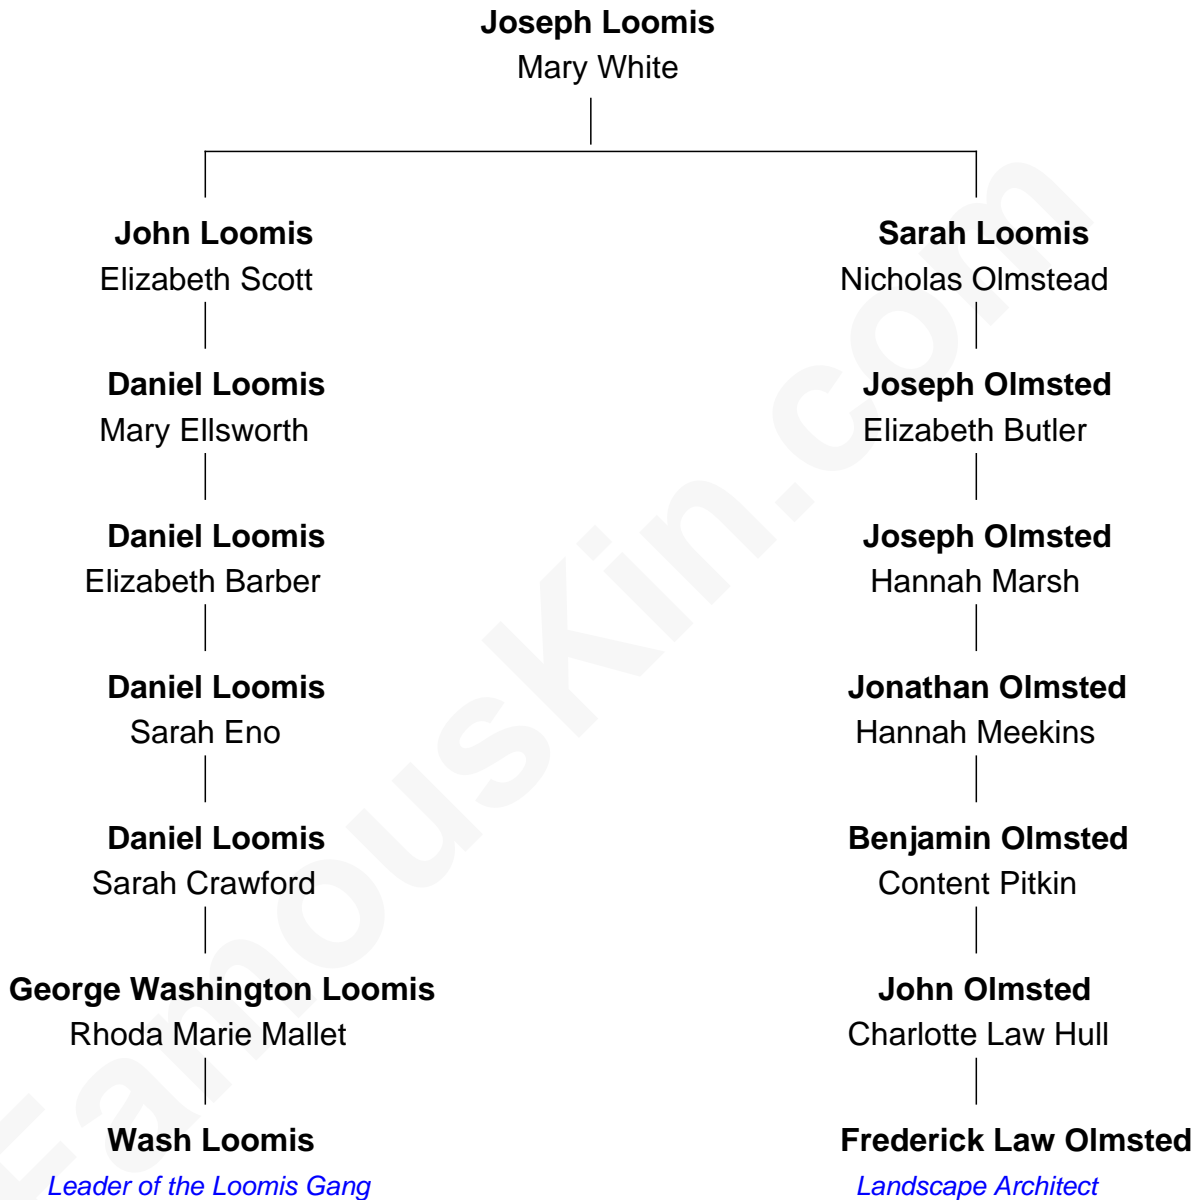 Joseph Loomis
Mary White
John Loomis
Elizabeth Scott
Sarah Loomis
Nicholas Olmstead
Daniel Loomis
Mary Ellsworth
Joseph Olmsted
Elizabeth Butler
Daniel Loomis
Elizabeth Barber
Joseph Olmsted
Hannah Marsh
Daniel Loomis
Sarah Eno
Jonathan Olmsted
Hannah Meekins
Daniel Loomis
Sarah Crawford
Benjamin Olmsted
Content Pitkin
George Washington Loomis
Rhoda Marie Mallet
John Olmsted
Charlotte Law Hull
Wash Loomis
Leader of the Loomis Gang
Frederick Law Olmsted
Landscape Architect
FamousKin.com